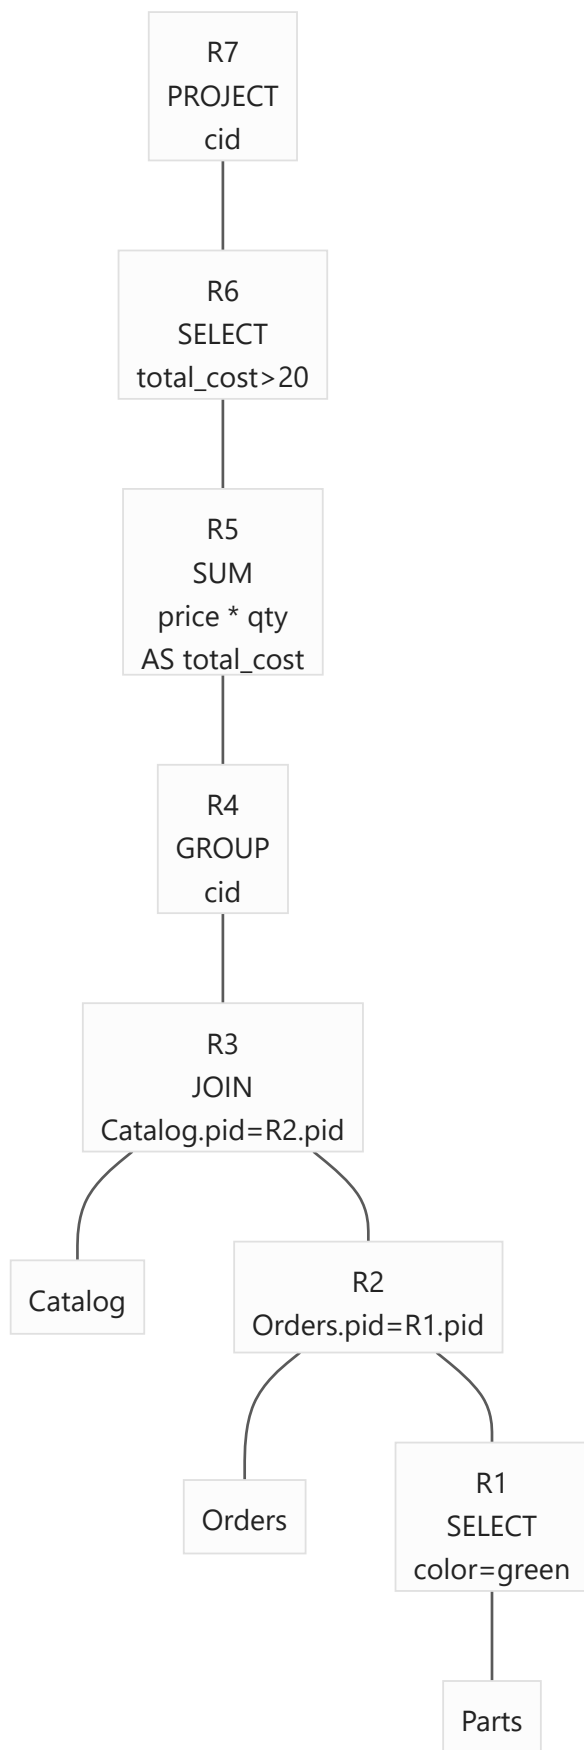 R7
PROJECT
cid
R6
SELECT
total_cost>20
R5
SUM
price * qty
AS total_cost
R4
GROUP
cid
R3
JOIN
Catalog.pid=R2.pid
Catalog
R2
Orders.pid=R1.pid
Orders
R1
SELECT
color=green
Parts